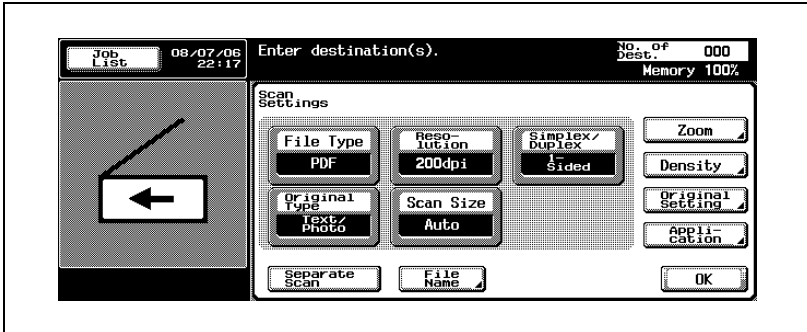 Job
List
08/07/06
22:17
Enter destination(s).
No. of
Dest.
000
Memory 100%
Scan
Settings
File Type
PDF
Reso-
lution
200dpi
Simplex/
Duplex
1-
Sided
Zoom
Density
Original
Type
Text/
Photo
Scan Size
Auto
Original
Setting
Appli-
cation
Separate
Scan
File
Name
OK